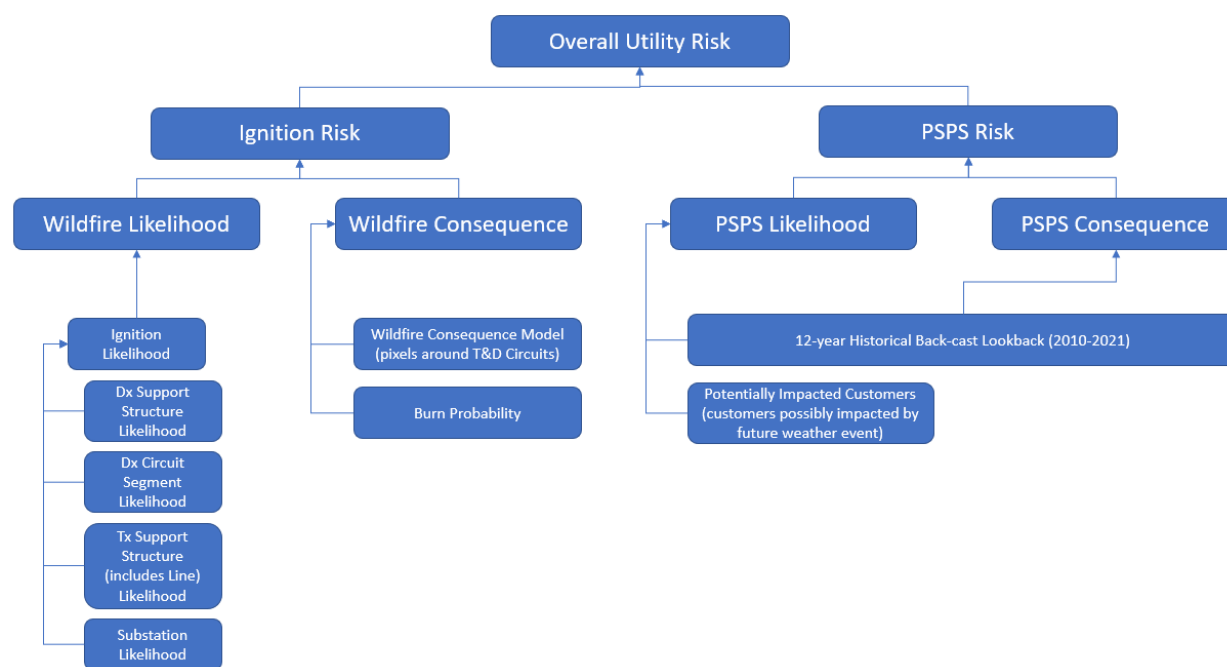 Overall Utility Risk
Ignition Risk
PSPS Risk
Wildfire Likelihood
Wildfire Consequence
PSPS Likelihood
PSPS Consequence
Ignition
Likelihood
Wildfire Consequence Model
(pixels around T&D Circuits)
12-year Historical Back-cast Lookback (2010-2021)
Dx Support
Structure
Likelihood
Burn Probability
Potentially Impacted Customers
(customers possibly impacted by
future weather event)
Dx Circuit
Segment
Likelihood
Tx Support
Structure
(includes Line)
Likelihood
Substation
Likelihood